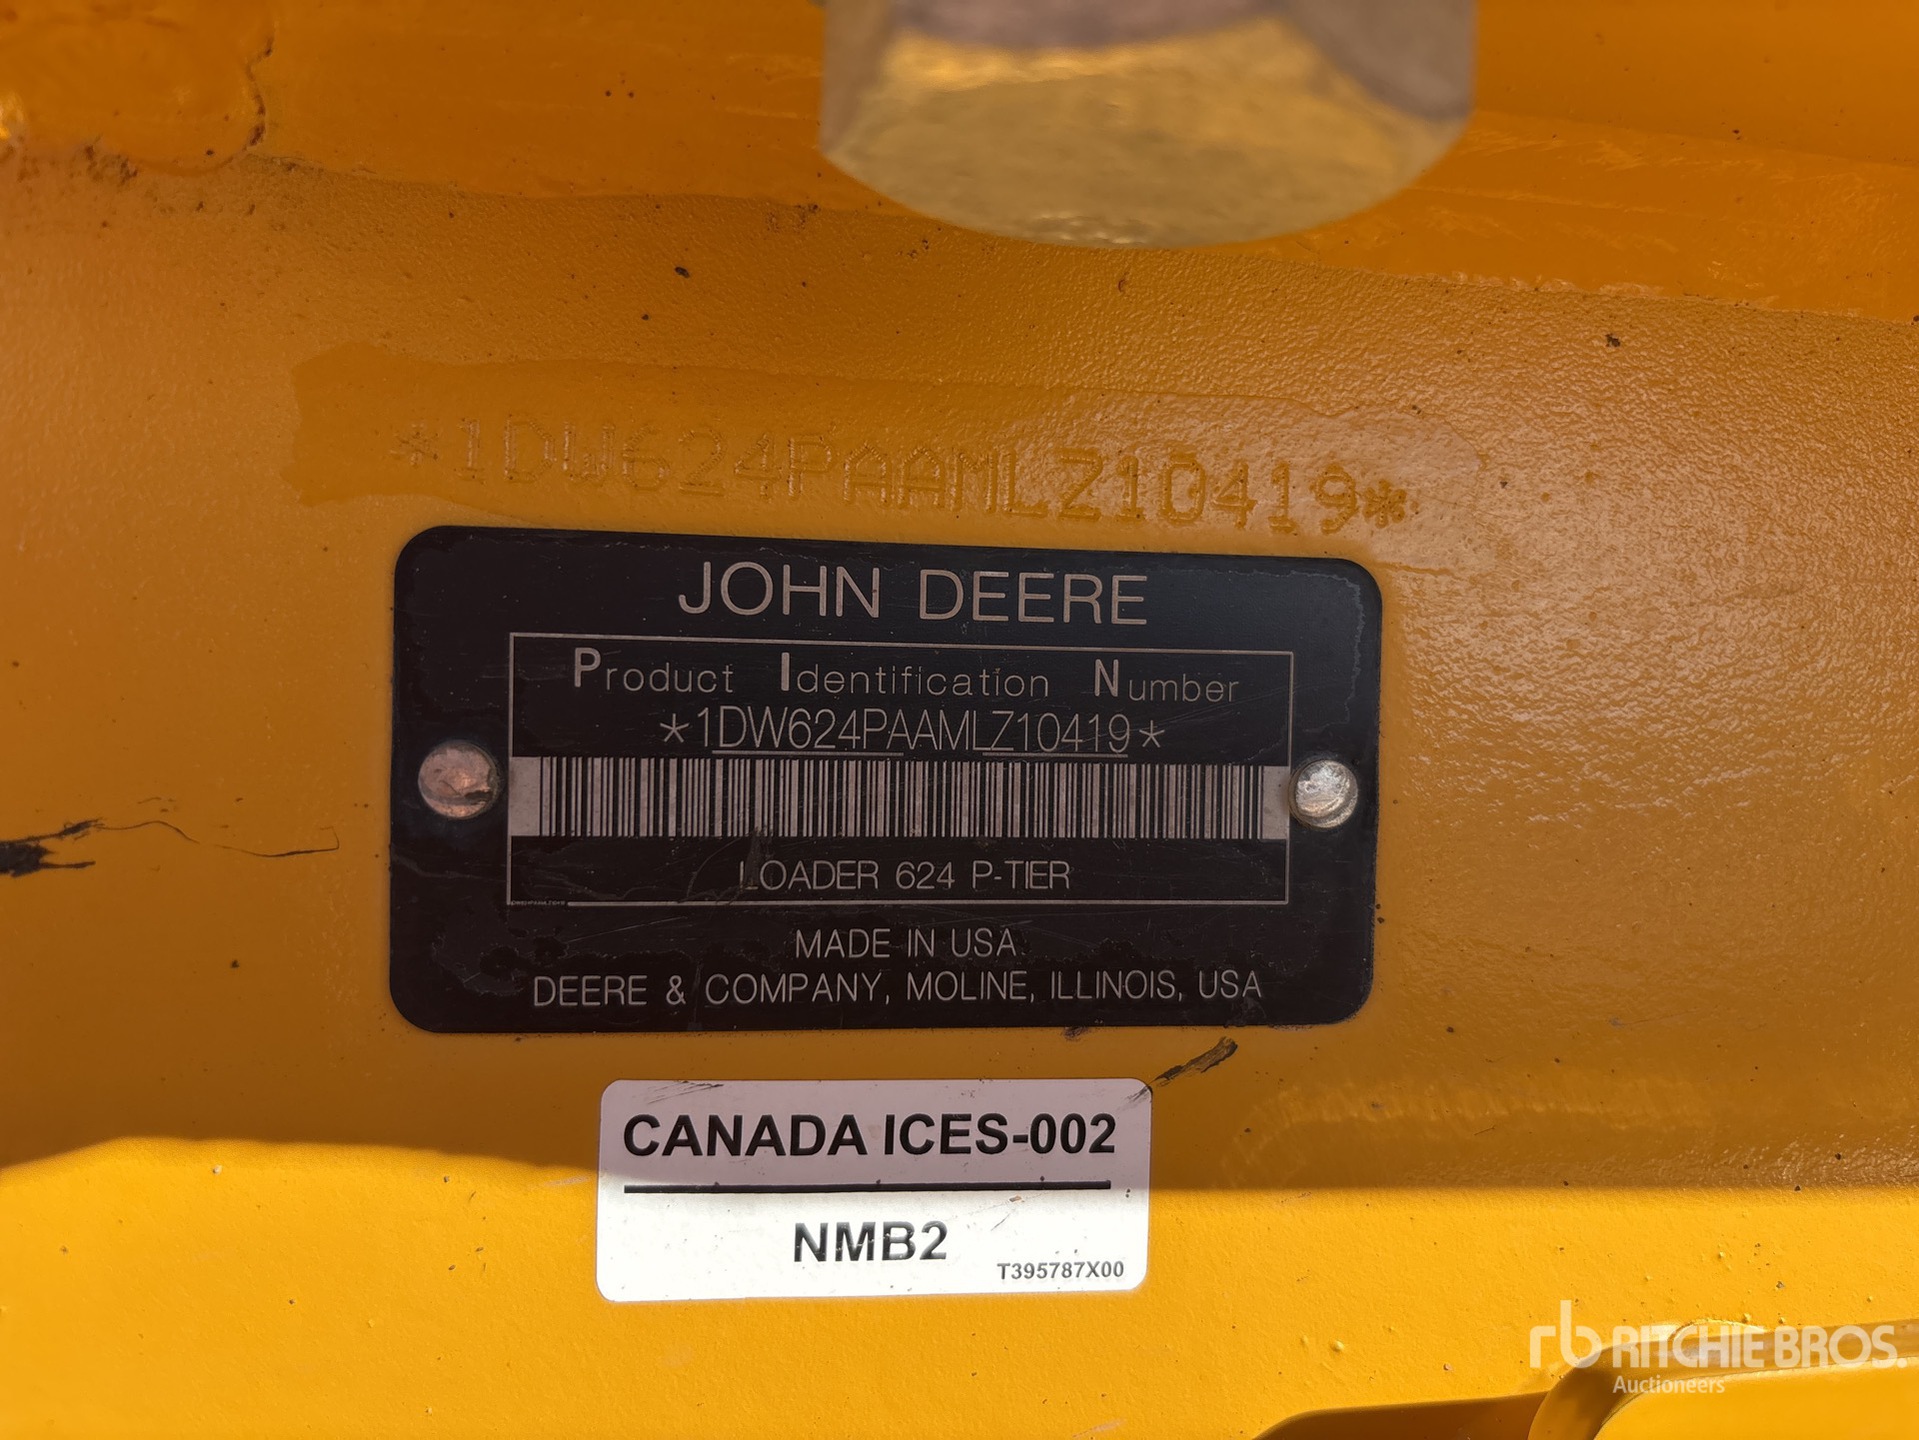 *1DW624PAAMLZ10419*
JOHN DEERE
Product Identification Number
*1DW624PAAMLZ10419*
LOADER 624 P-TIER
MADE IN USA
DEERE & COMPANY, MOLINE, ILLINOIS, USA
CANADA ICES-002
NMB2
T395787X00
rb RITCHIE BROS.
Auctioneers